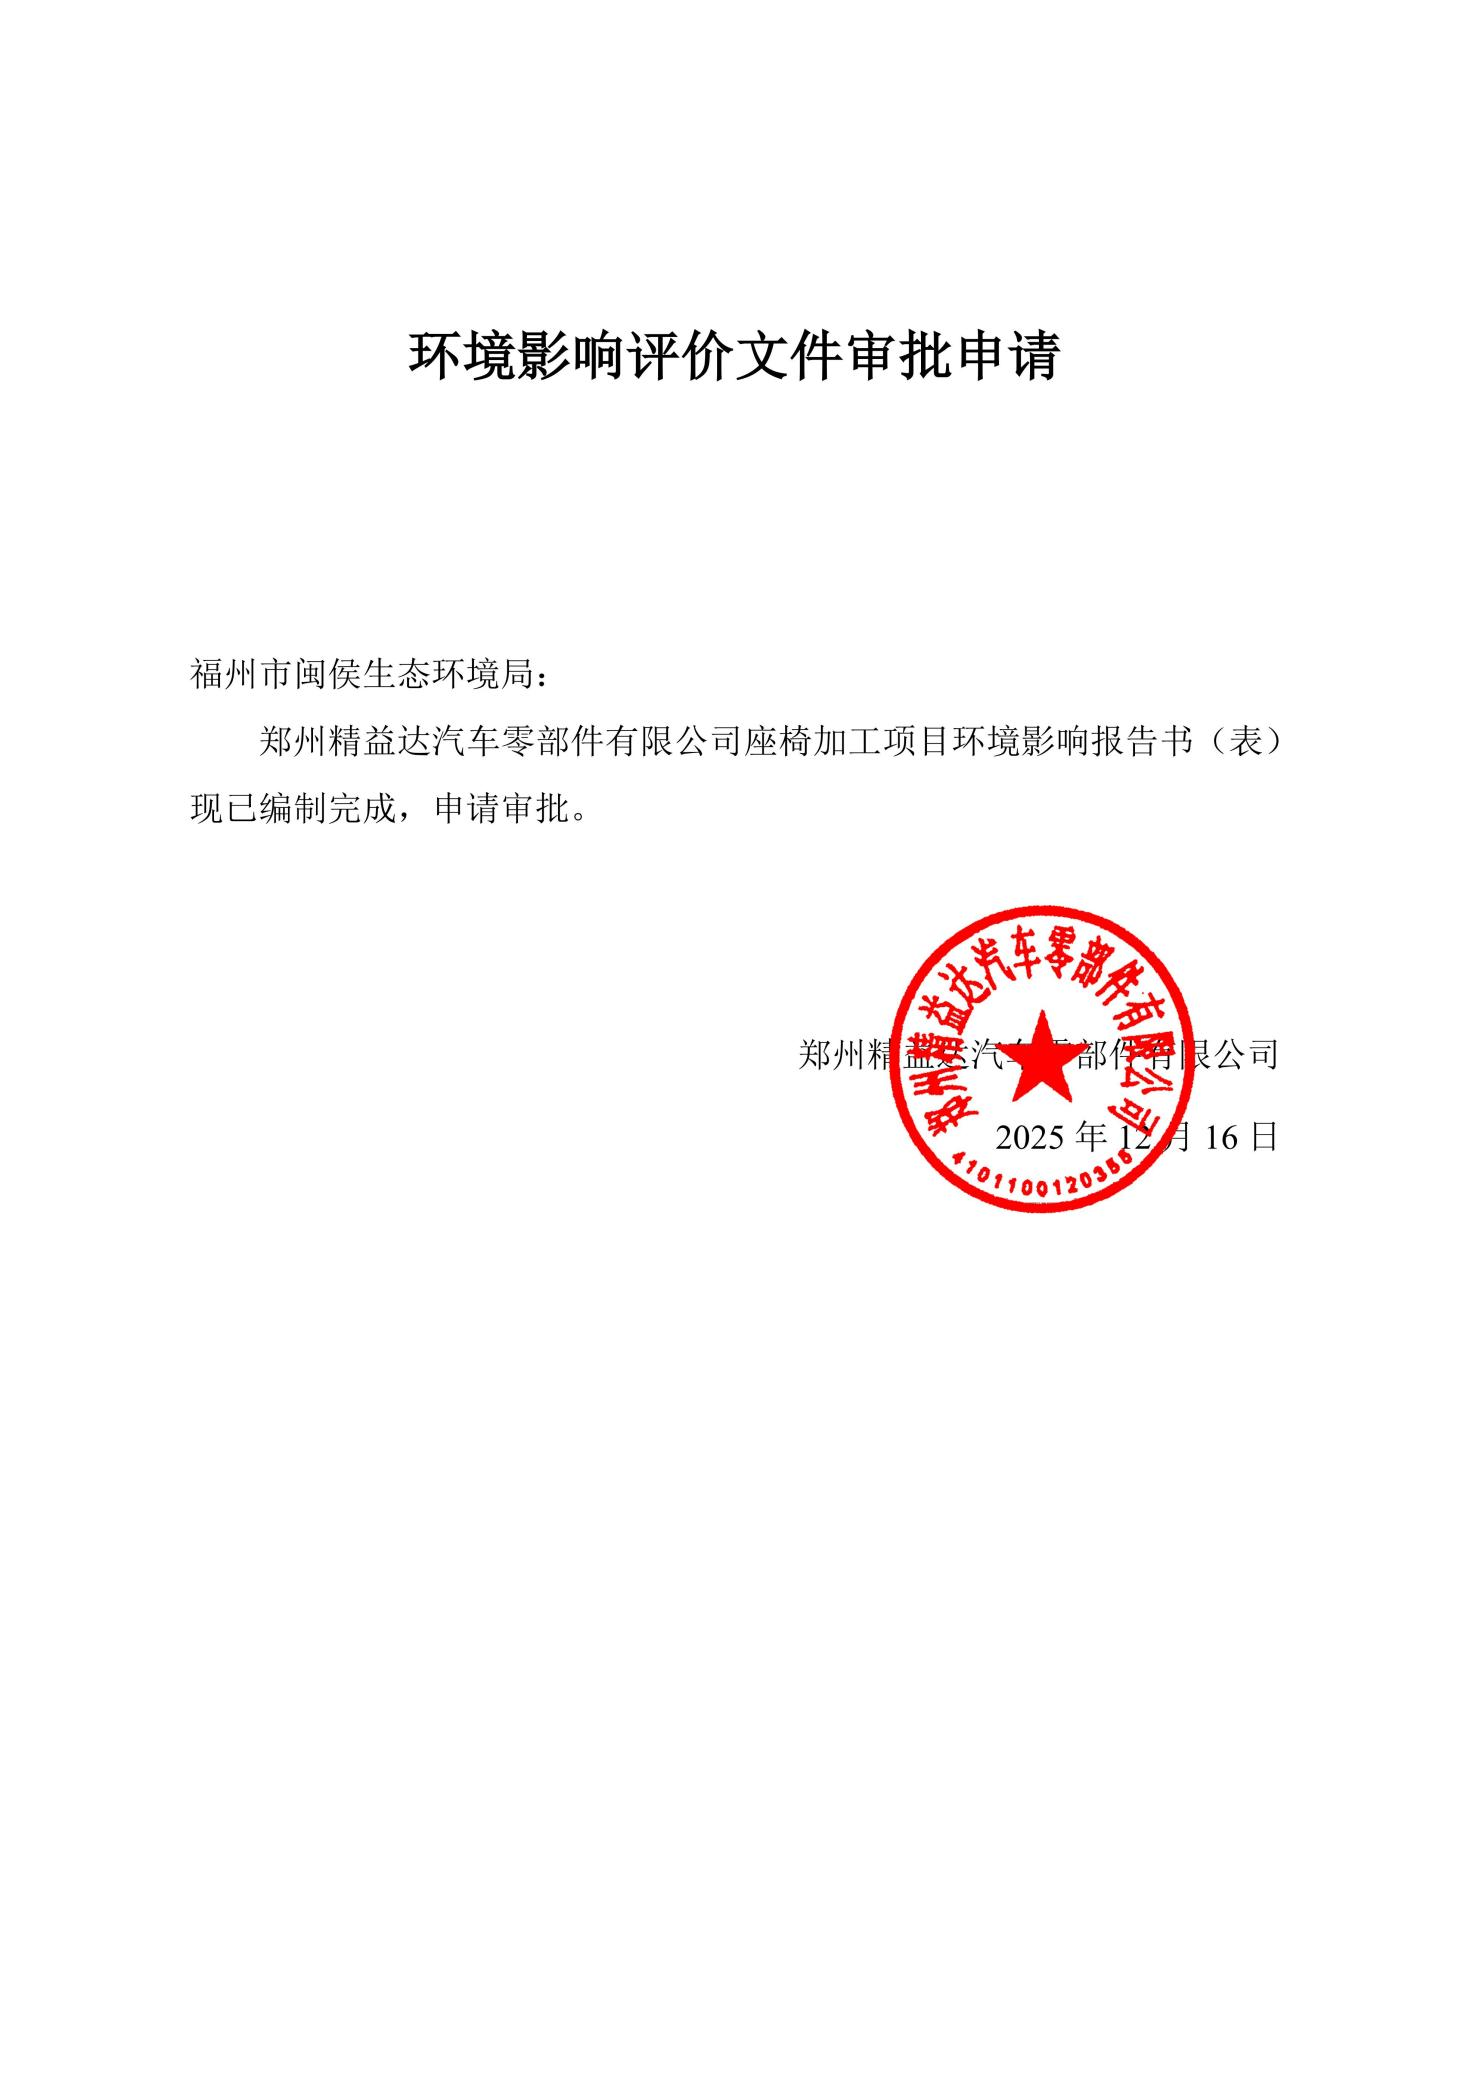 环境影响评价文件审批申请
福州市闽侯生态环境局：
郑州精益达汽车零部件有限公司座椅加工项目环境影响报告书（表）
现已编制完成，申请审批。
郑州精益达汽车零部件有限公司
郑州精益达汽车零部件有限公司
2025年12月16日
4101100120355